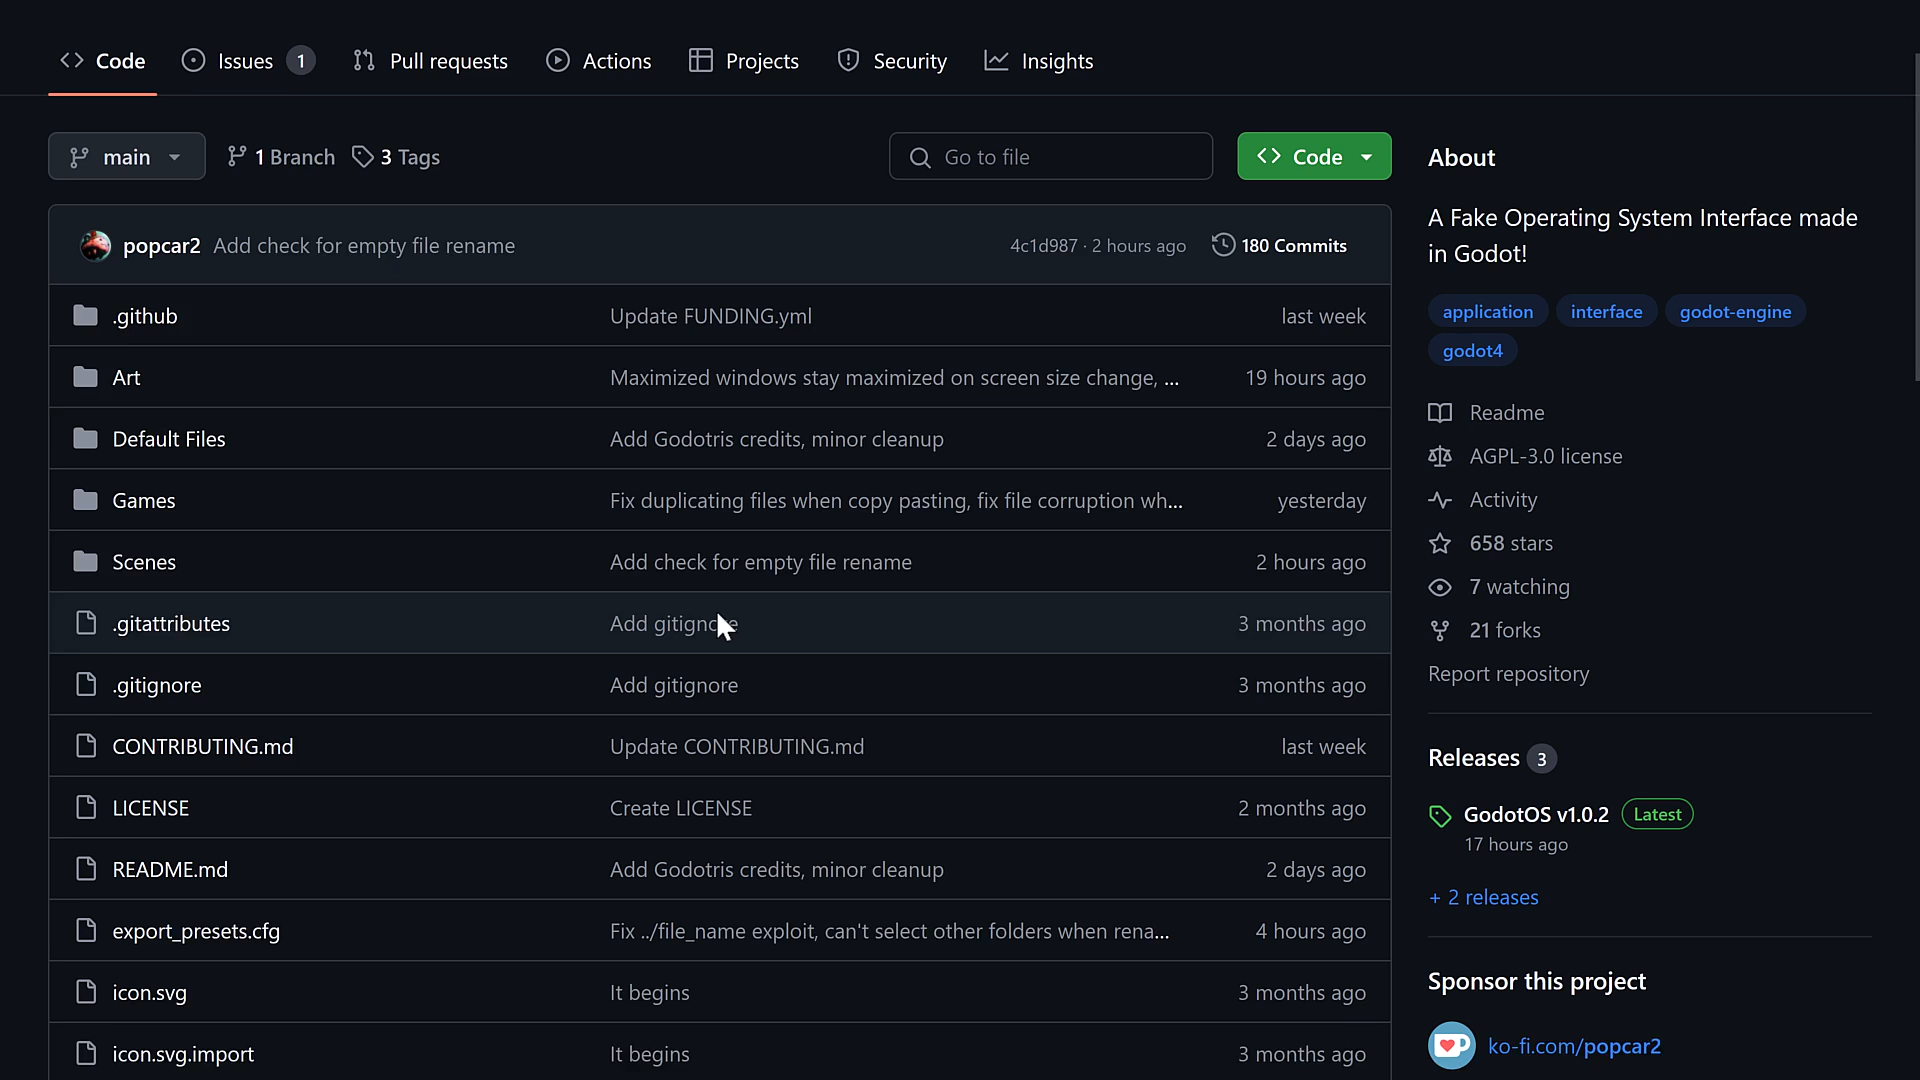 Code Issues 1 Pull requests Actions Projects Security Insights
main 1 Branch 3 Tags Go to file Code
popcar2 Add check for empty file rename 4c1d987 · 2 hours ago 180 Commits
.github Update FUNDING.yml last week
Art Maximized windows stay maximized on screen size change, ... 19 hours ago
Default Files Add Godotris credits, minor cleanup 2 days ago
Games Fix duplicating files when copy pasting, fix file corruption wh... yesterday
Scenes Add check for empty file rename 2 hours ago
.gitattributes Add gitignore 3 months ago
.gitignore Add gitignore 3 months ago
CONTRIBUTING.md Update CONTRIBUTING.md last week
LICENSE Create LICENSE 2 months ago
README.md Add Godotris credits, minor cleanup 2 days ago
export_presets.cfg Fix ../file_name exploit, can't select other folders when rena... 4 hours ago
icon.svg It begins 3 months ago
icon.svg.import It begins 3 months ago
About
A Fake Operating System Interface made
in Godot!
application interface godot-engine
godot4
Readme
AGPL-3.0 license
Activity
658 stars
7 watching
21 forks
Report repository
Releases 3
GodotOS v1.0.2 Latest
17 hours ago
+ 2 releases
Sponsor this project
ko-fi.com/popcar2